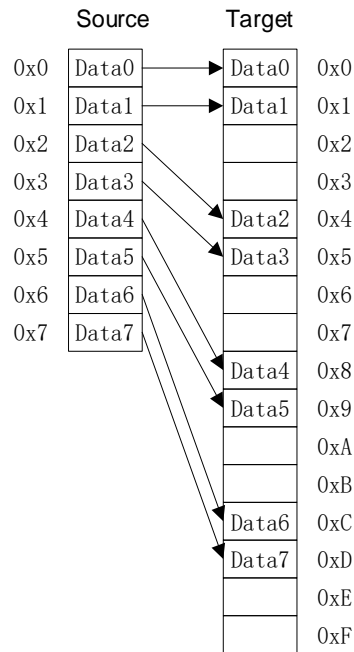 Source Target
0x0 Data0 Data0 0x0
0x1 Data1 Data1 0x1
0x2 Data2 0x2
0x3 Data3 0x3
0x4 Data4 Data2 0x4
0x5 Data5 Data3 0x5
0x6 Data6 0x6
0x7 Data7 0x7
Data4 0x8
Data5 0x9
0xA
0xB
Data6 0xC
Data7 0xD
0xE
0xF